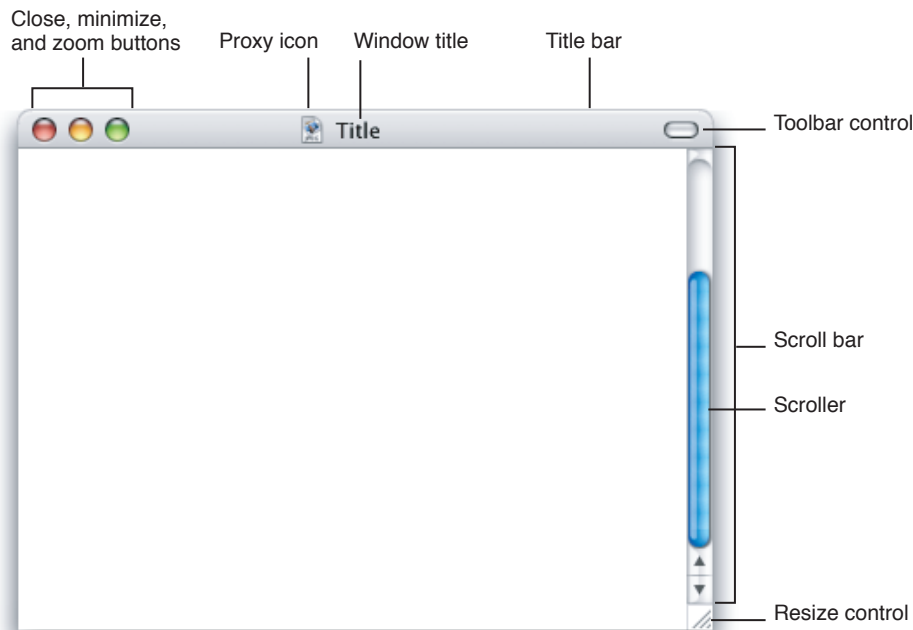 Close, minimize,
and zoom buttons
Proxy icon
Window title
Title bar
Title
Toolbar control
Scroll bar
Scroller
Resize control